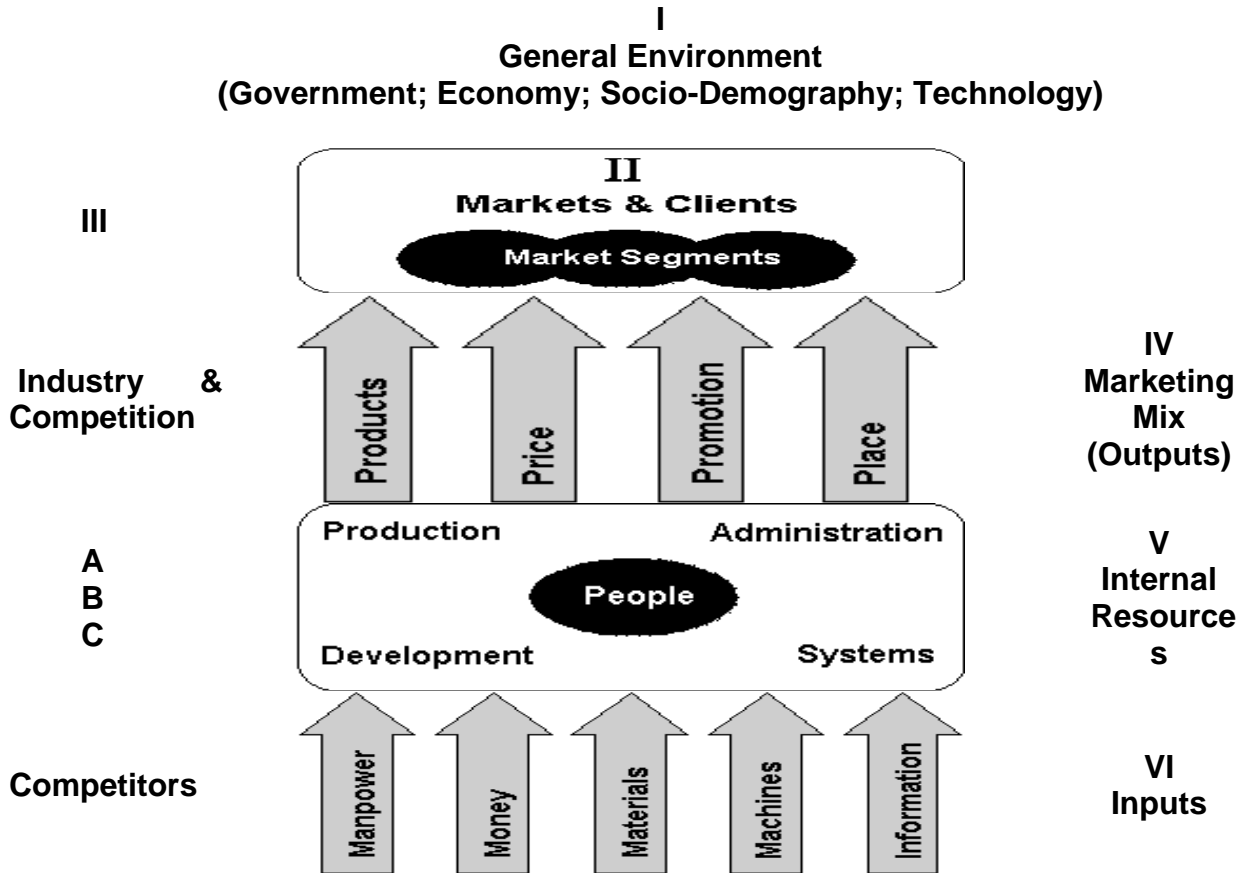 I
General Environment
(Government; Economy; Socio-Demography; Technology)
II
Markets & Clients
Market Segments
III
Industry &
Competition
Products
Price
Promotion
Place
IV
Marketing
Mix
(Outputs)
Production
Administration
People
Development
Systems
A
B
C
V
Internal
Resource
s
Competitors
Manpower
Money
Materials
Machines
Information
VI
Inputs